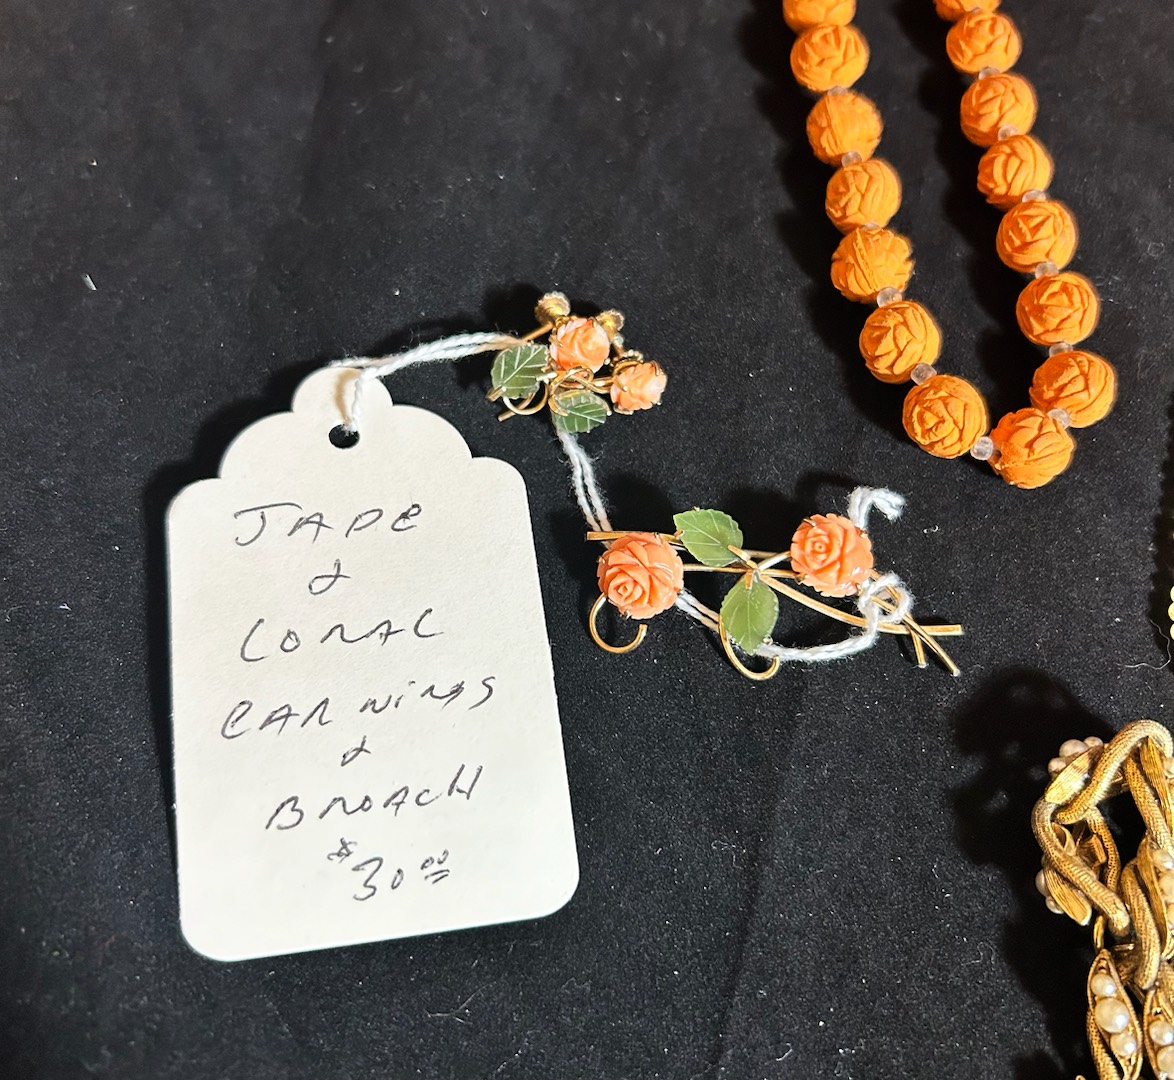 JADE
&
CORAL
EARRINGS
&
BROACH
$30.00